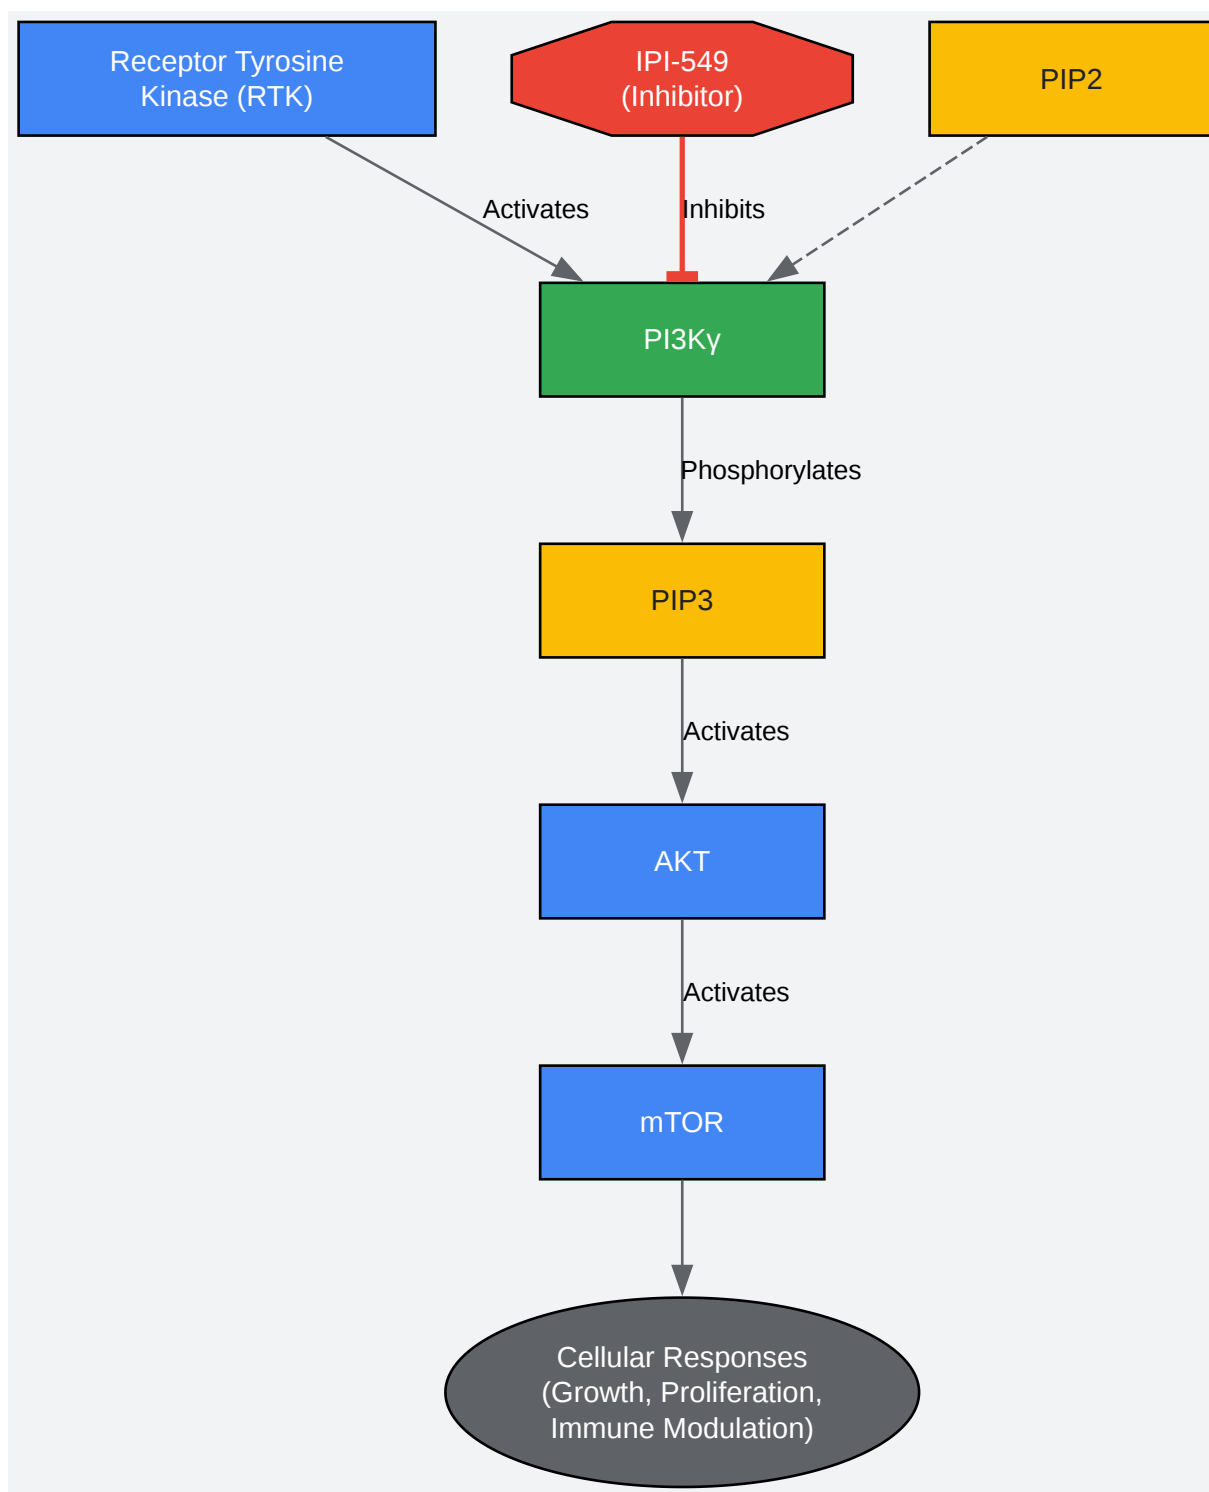 Receptor Tyrosine
Kinase (RTK)
IPI-549
(Inhibitor)
PIP2
Activates
Inhibits
PI3Kγ
Phosphorylates
PIP3
Activates
AKT
Activates
mTOR
Cellular Responses
(Growth, Proliferation,
Immune Modulation)